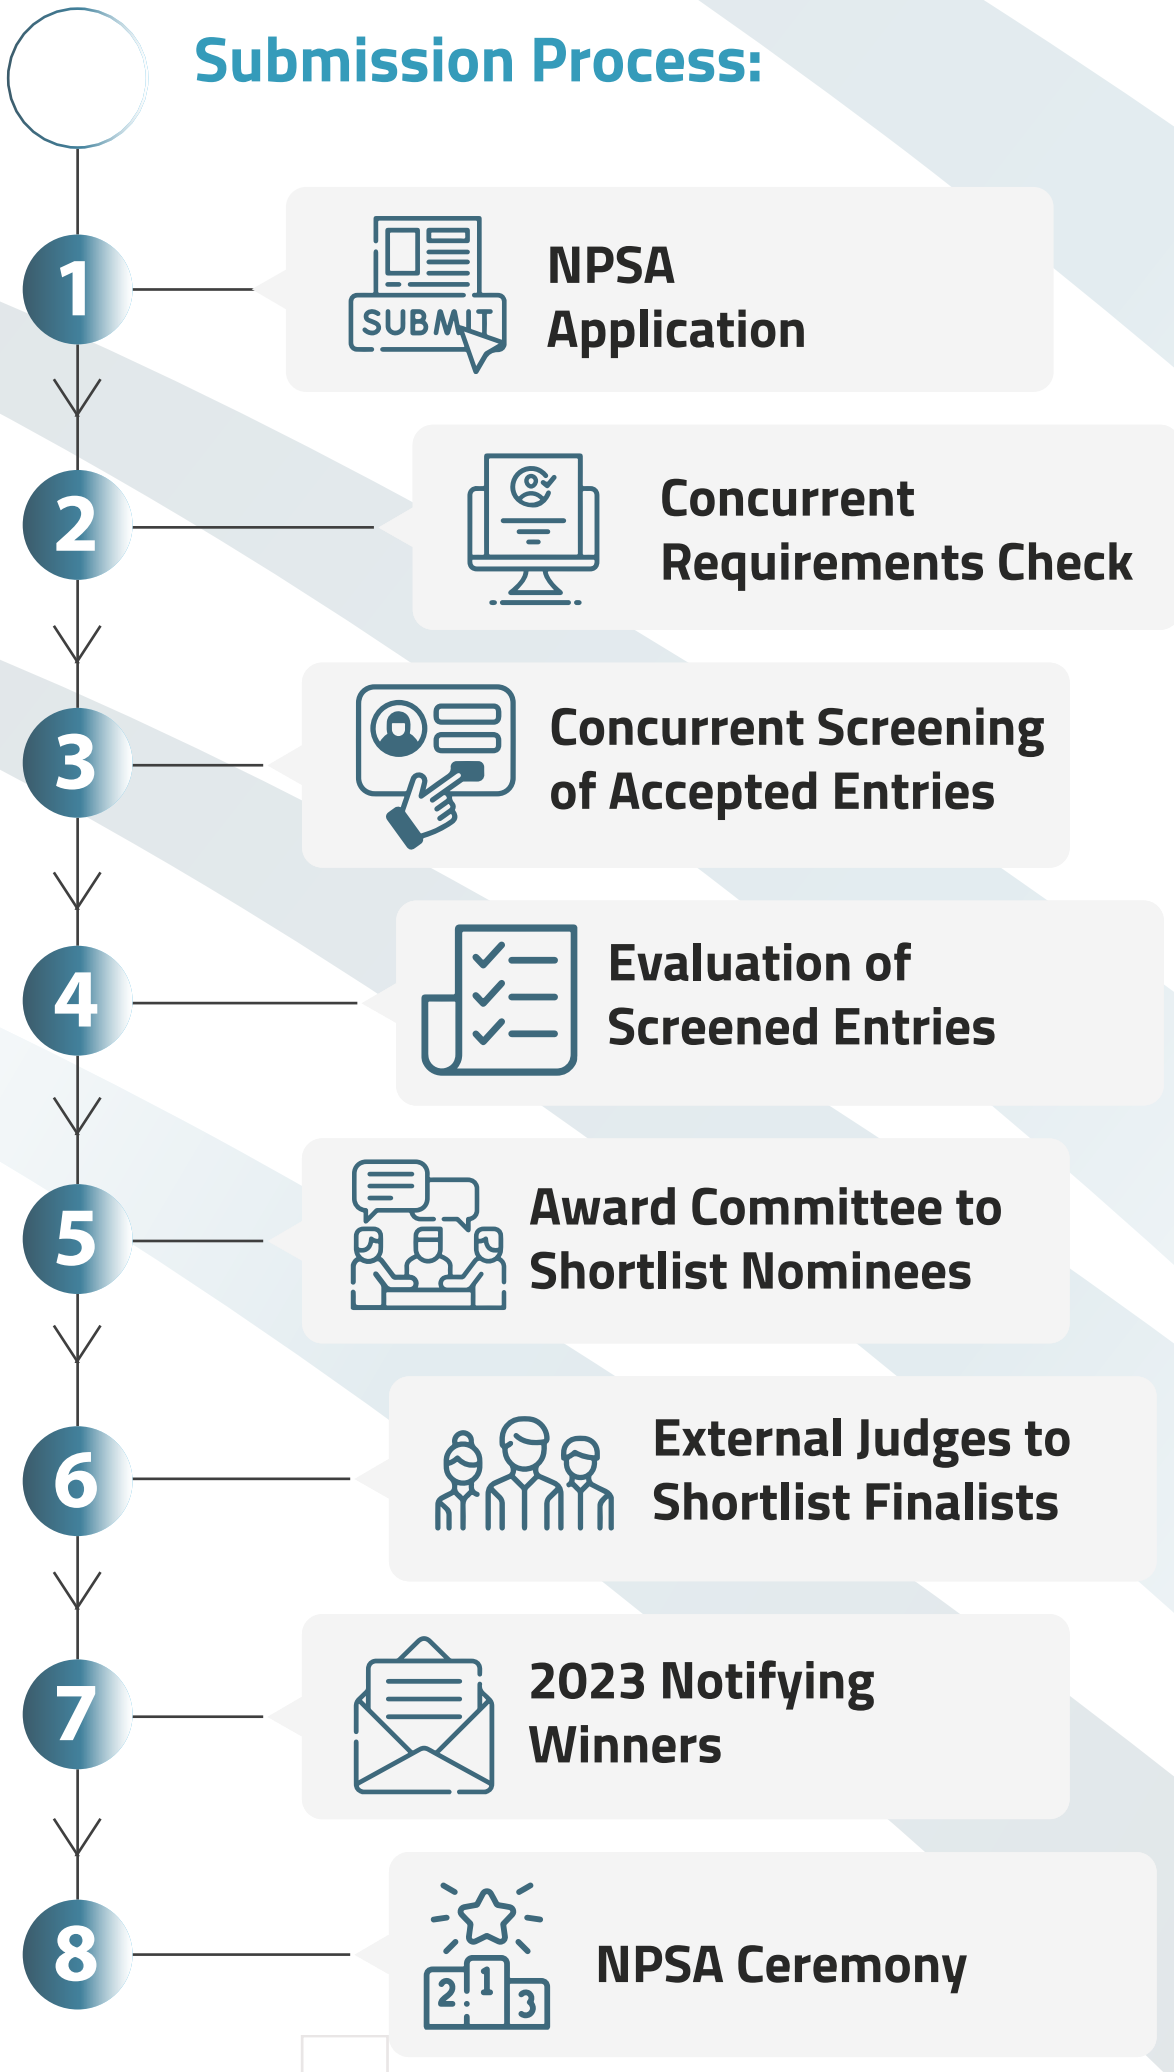 Submission Process:
1
SUBMIT
NPSA
Application
2
Concurrent
Requirements Check
3
Concurrent Screening
of Accepted Entries
4
Evaluation of
Screened Entries
5
Award Committee to
Shortlist Nominees
6
External Judges to
Shortlist Finalists
7
2023 Notifying
Winners
8
2 1 3
NPSA Ceremony